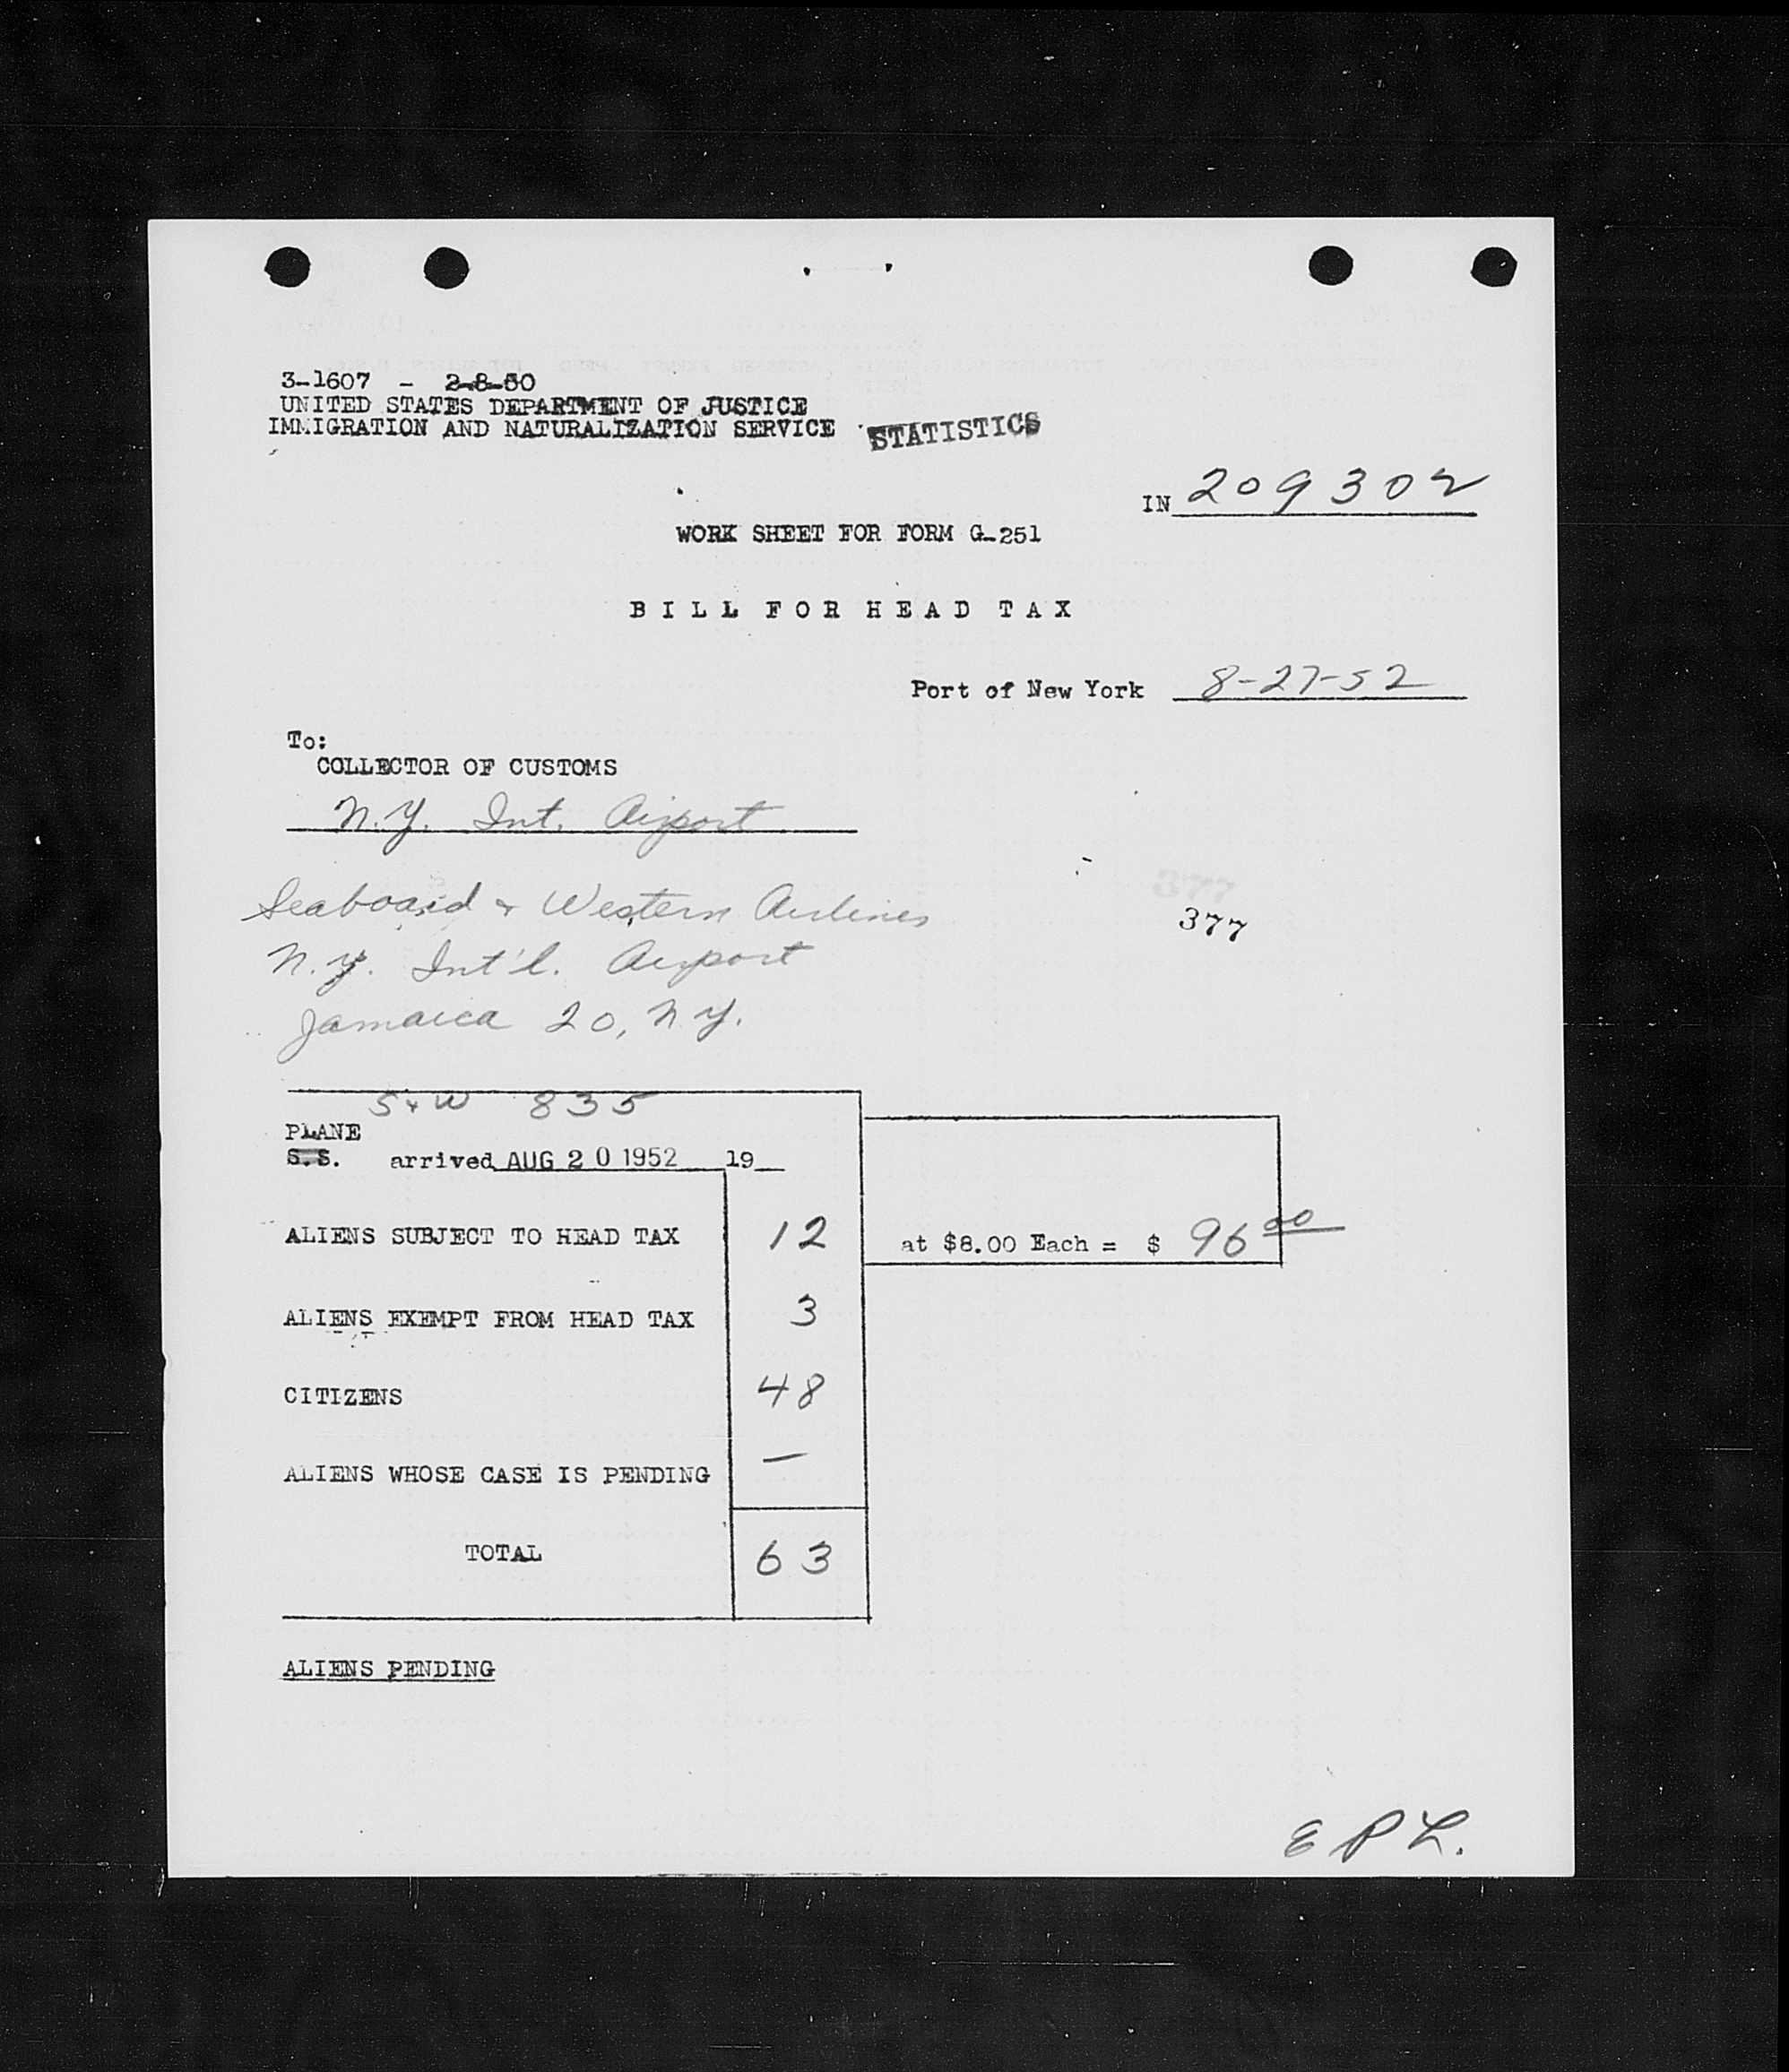 3-1607 - 2-8-50
UNITED STATES DEPARTMENT OF JUSTICE
IMMIGRATION AND NATURALIZATION SERVICE STATISTICS
IN 209302
WORK SHEET FOR FORM G-251
BILL FOR HEAD TAX
Port of New York 8-27-52
To:
COLLECTOR OF CUSTOMS
N.Y. Int. Airport
Seaboard & Western Airlines
377
N.Y. Int'l. Airport
Jamaica 20, N.Y.
S & W 835
PLANE
S.S. arrived AUG 20 1952 19
ALIENS SUBJECT TO HEAD TAX 12 at $8.00 Each = $ 96 00
ALIENS EXEMPT FROM HEAD TAX 3
CITIZENS 48
ALIENS WHOSE CASE IS PENDING —
TOTAL 63
ALIENS PENDING
E P L.